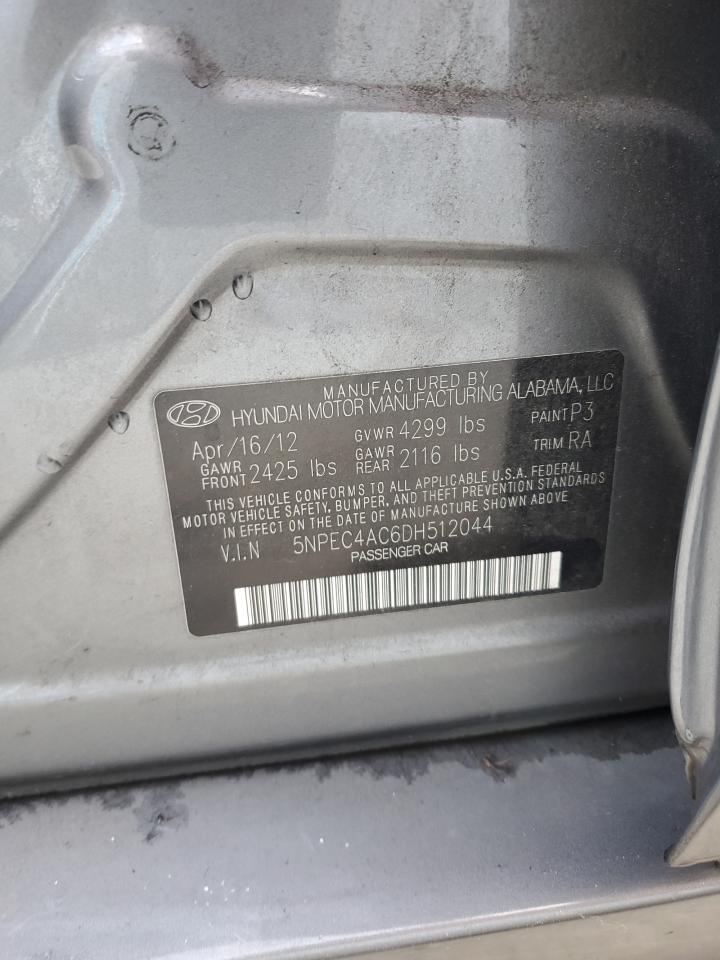 MANUFACTURED BY
HYUNDAI MOTOR MANUFACTURING ALABAMA, LLC
Apr/16/12 GVWR 4299 lbs PAINT P3
GAWR FRONT 2425 lbs GAWR REAR 2116 lbs TRIM RA
THIS VEHICLE CONFORMS TO ALL APPLICABLE U.S.A. FEDERAL
MOTOR VEHICLE SAFETY, BUMPER, AND THEFT PREVENTION STANDARDS
IN EFFECT ON THE DATE OF MANUFACTURE SHOWN ABOVE
V.I.N 5NPEC4AC6DH512044
PASSENGER CAR